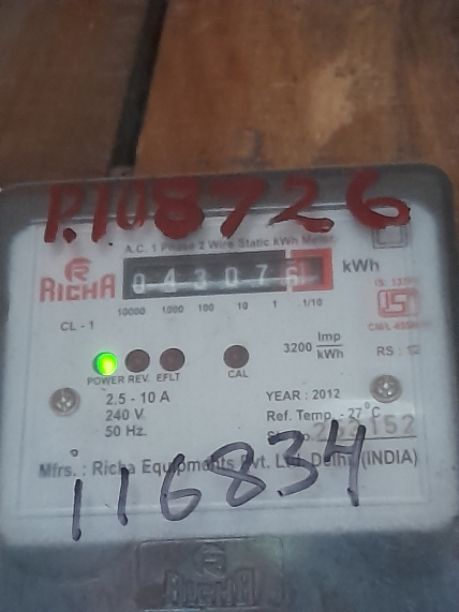 P.108726
A.C. 1 Phase 2 Wire Static kWh Meter
RICHA
043076
kWh
10000 1000 100 10 1 1/10
CL - 1
3200 Imp/kWh
POWER REV. EFLT CAL
2.5 - 10 A
240 V
50 Hz.
YEAR : 2012
Ref. Temp. - 27°C
Mfrs. : Richa Equipments Pvt. Ltd. Delhi (INDIA)
116834
RICHA